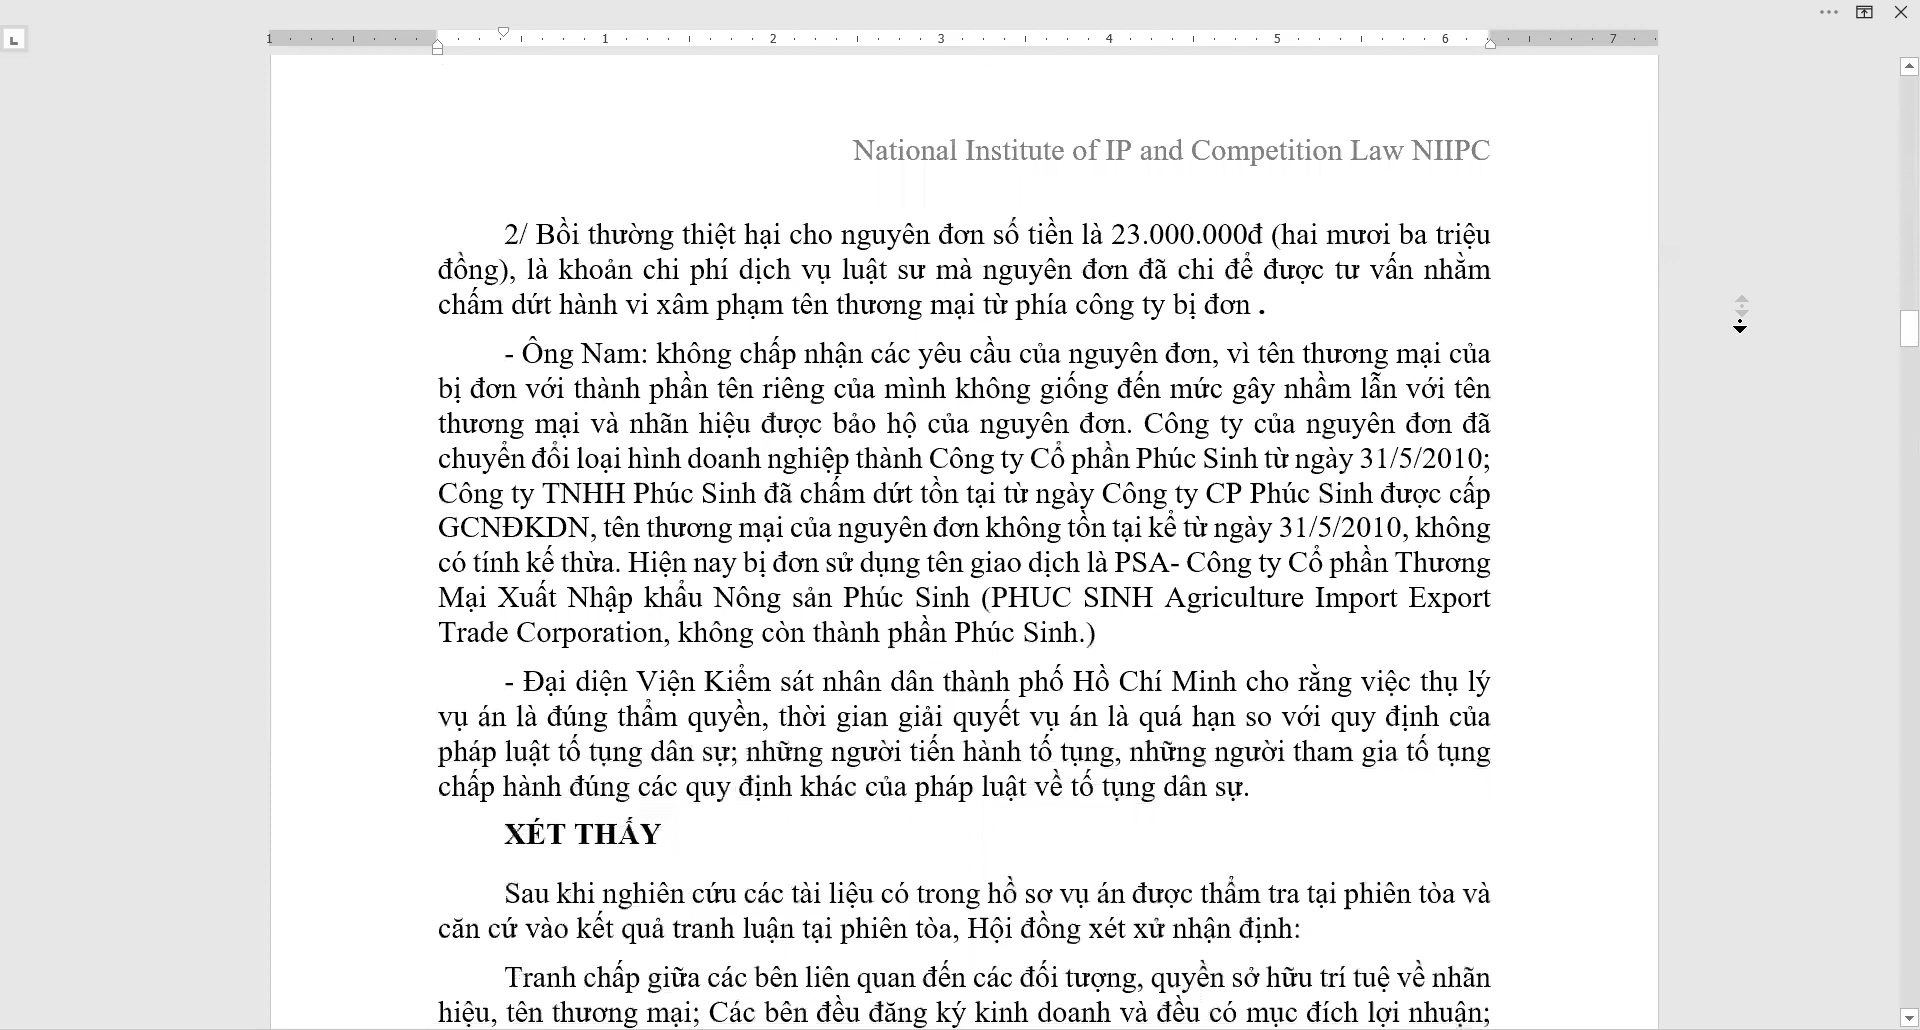 1 1 2 3 4 5 6 7
National Institute of IP and Competition Law NIIPC
2/ Bồi thường thiệt hại cho nguyên đơn số tiền là 23.000.000đ (hai mươi ba triệu
đồng), là khoản chi phí dịch vụ luật sư mà nguyên đơn đã chi để được tư vấn nhằm
chấm dứt hành vi xâm phạm tên thương mại từ phía công ty bị đơn .
- Ông Nam: không chấp nhận các yêu cầu của nguyên đơn, vì tên thương mại của
bị đơn với thành phần tên riêng của mình không giống đến mức gây nhầm lẫn với tên
thương mại và nhãn hiệu được bảo hộ của nguyên đơn. Công ty của nguyên đơn đã
chuyển đổi loại hình doanh nghiệp thành Công ty Cổ phần Phúc Sinh từ ngày 31/5/2010;
Công ty TNHH Phúc Sinh đã chấm dứt tồn tại từ ngày Công ty CP Phúc Sinh được cấp
GCNĐKDN, tên thương mại của nguyên đơn không tồn tại kể từ ngày 31/5/2010, không
có tính kế thừa. Hiện nay bị đơn sử dụng tên giao dịch là PSA- Công ty Cổ phần Thương
Mại Xuất Nhập khẩu Nông sản Phúc Sinh (PHUC SINH Agriculture Import Export
Trade Corporation, không còn thành phần Phúc Sinh.)
- Đại diện Viện Kiểm sát nhân dân thành phố Hồ Chí Minh cho rằng việc thụ lý
vụ án là đúng thẩm quyền, thời gian giải quyết vụ án là quá hạn so với quy định của
pháp luật tố tụng dân sự; những người tiến hành tố tụng, những người tham gia tố tụng
chấp hành đúng các quy định khác của pháp luật về tố tụng dân sự.
XÉT THẤY
Sau khi nghiên cứu các tài liệu có trong hồ sơ vụ án được thẩm tra tại phiên tòa và
căn cứ vào kết quả tranh luận tại phiên tòa, Hội đồng xét xử nhận định:
Tranh chấp giữa các bên liên quan đến các đối tượng, quyền sở hữu trí tuệ về nhãn
hiệu, tên thương mại; Các bên đều đăng ký kinh doanh và đều có mục đích lợi nhuận;